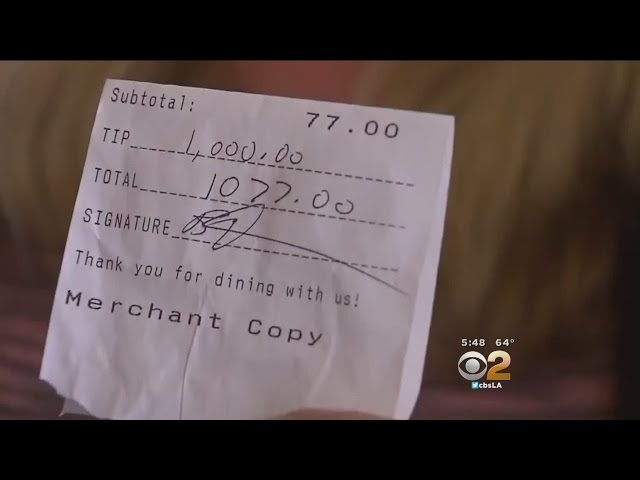 Subtotal: 77.00
TIP 1,000.00
TOTAL 1077.00
SIGNATURE
Thank you for dining with us!
Merchant Copy
5:48 64°
2
cbsLA